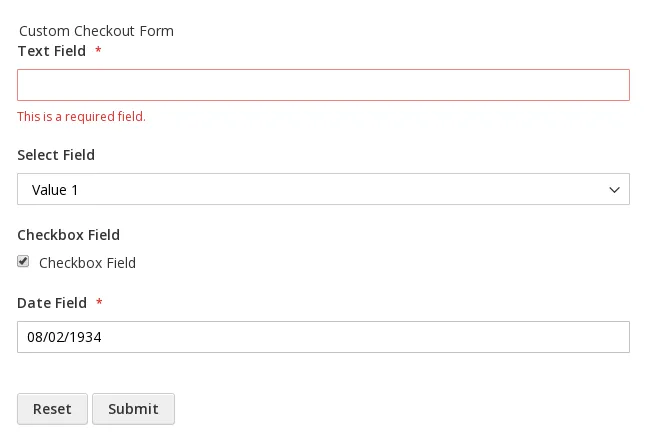 Custom Checkout Form
Text Field *
This is a required field.
Select Field
Value 1
Checkbox Field
Checkbox Field
Date Field *
08/02/1934
Reset Submit